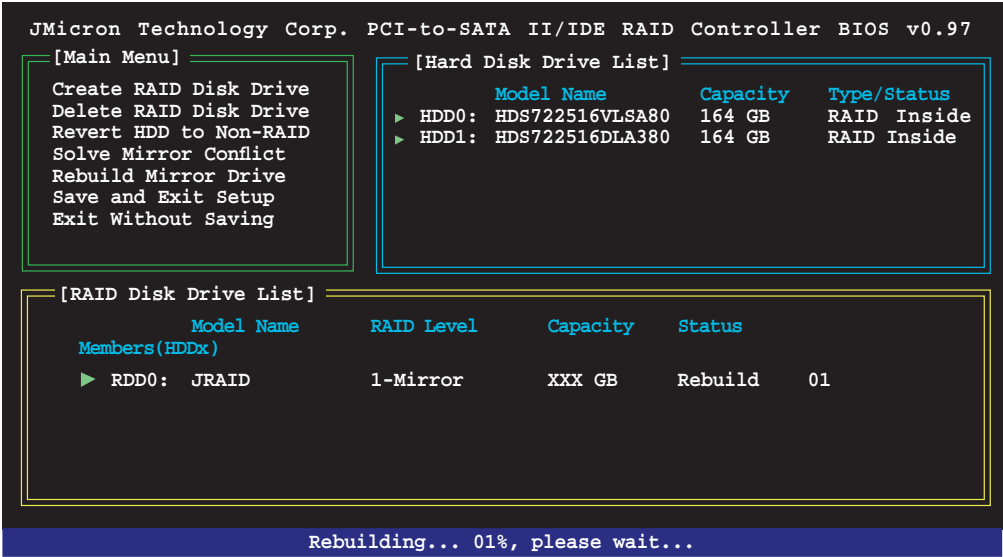 JMicron Technology Corp. PCI-to-SATA II/IDE RAID Controller BIOS v0.97
[Main Menu]
Create RAID Disk Drive
Delete RAID Disk Drive
Revert HDD to Non-RAID
Solve Mirror Conflict
Rebuild Mirror Drive
Save and Exit Setup
Exit Without Saving
[Hard Disk Drive List]
Model Name Capacity Type/Status
HDD0: HDS722516VLSA80 164 GB RAID Inside
HDD1: HDS722516DLA380 164 GB RAID Inside
[RAID Disk Drive List]
Model Name RAID Level Capacity Status
Members(HDDx)
RDD0: JRAID 1-Mirror XXX GB Rebuild 01
Rebuilding... 01%, please wait...